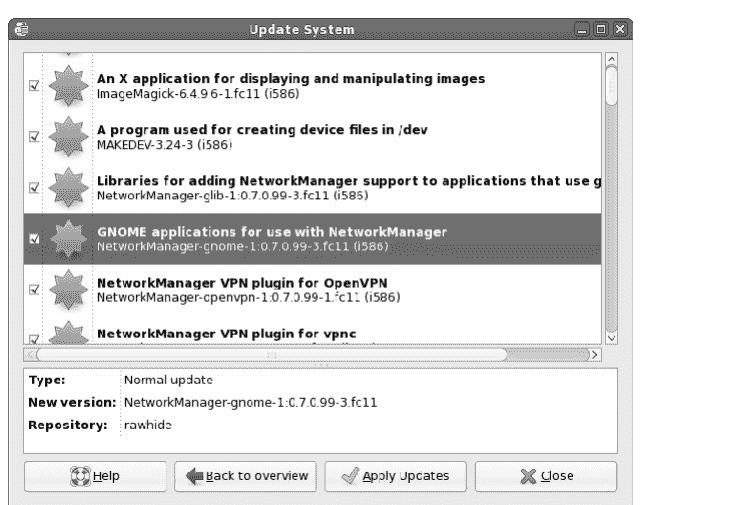 Update System
An X application for displaying and manipulating images
ImageMagick-6.4.9 6-1.fc11 (i586)
A program used for creating device files in /dev
MAKEDEV-3.24-3 (i586)
Libraries for adding NetworkManager support to applications that use g
NetworkManager-glib-1:0.7.0.99-3.fc11 (i586)
GNOME applications for use with NetworkManager
NetworkManager-gnome-1:0.7.0.99-3.fc11 (i586)
NetworkManager VPN plugin for OpenVPN
NetworkManager-openvpn-1:0.7.0.99-1.fc11 (i586)
NetworkManager VPN plugin for vpnc
Type: Normal update
New version: NetworkManager-gnome-1:0.7.0.99-3.fc11
Repository: rawhide
Help Back to overview Apply Updates Close